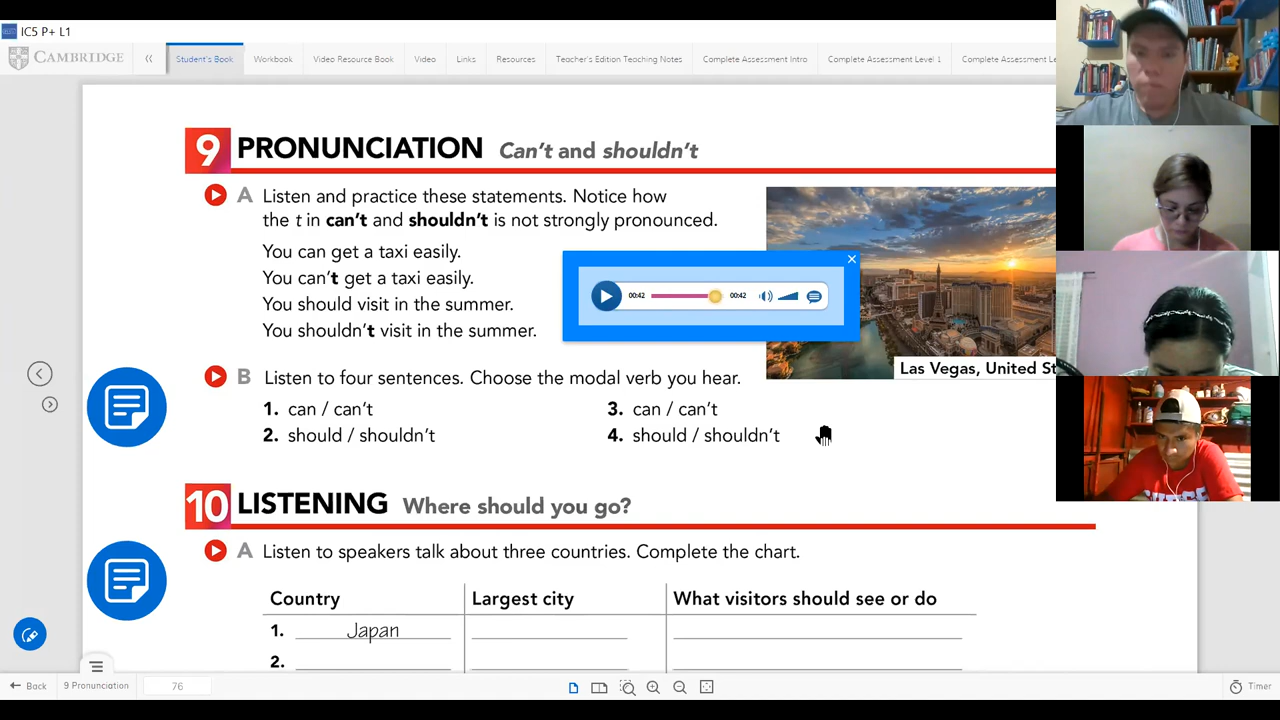 IC5 P+ L1
CAMBRIDGE
Student's Book
Workbook
Video Resource Book
Video
Links
Resources
Teacher's Edition Teaching Notes
Complete Assessment Intro
Complete Assessment Level 1
Complete Assessment Le
9 PRONUNCIATION Can't and shouldn't
A Listen and practice these statements. Notice how
the t in can't and shouldn't is not strongly pronounced.
You can get a taxi easily.
You can't get a taxi easily.
You should visit in the summer.
You shouldn't visit in the summer.
00:42
00:42
Las Vegas, United St
B Listen to four sentences. Choose the modal verb you hear.
1. can / can't
2. should / shouldn't
3. can / can't
4. should / shouldn't
10 LISTENING Where should you go?
A Listen to speakers talk about three countries. Complete the chart.
Country
Largest city
What visitors should see or do
1. Japan
2.
Back
9 Pronunciation
76
Timer